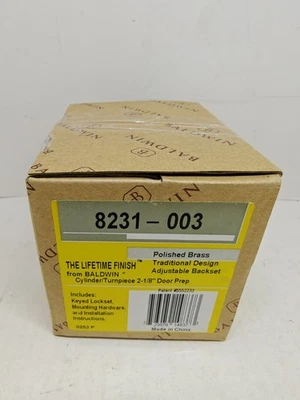 BALDWIN
BALDWIN
8231-003
Polished Brass
THE LIFETIME FINISH™
Traditional Design
from BALDWIN
Adjustable Backset
Cylinder/Turnpiece 2-1/8" Door Prep
Includes:
Keyed Lockset,
Mounting Hardware,
and Installation
Instructions.
Made in China